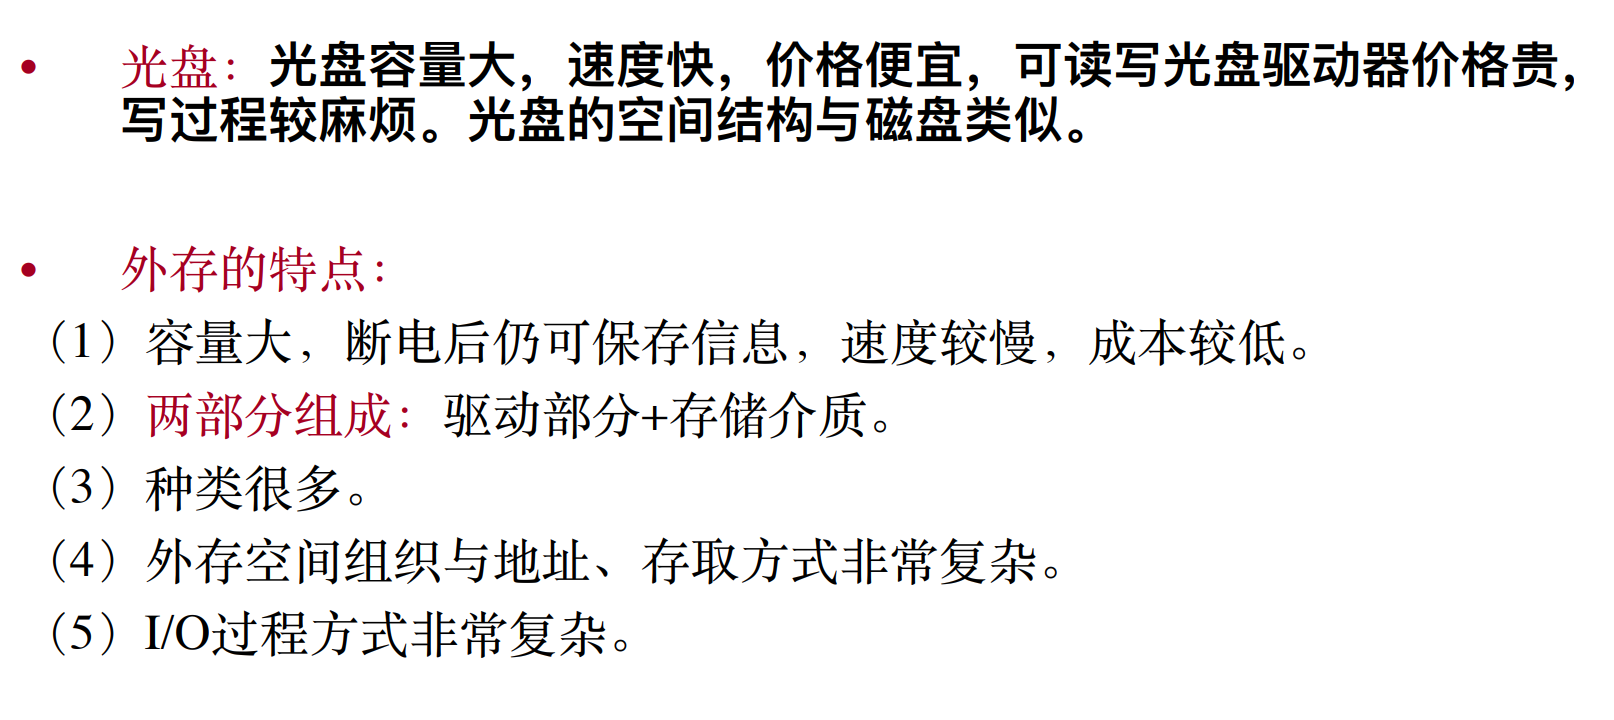 • 光盘：光盘容量大，速度快，价格便宜，可读写光盘驱动器价格贵，
写过程较麻烦。光盘的空间结构与磁盘类似。
• 外存的特点：
（1）容量大，断电后仍可保存信息，速度较慢，成本较低。
（2）两部分组成：驱动部分+存储介质。
（3）种类很多。
（4）外存空间组织与地址、存取方式非常复杂。
（5）I/O过程方式非常复杂。